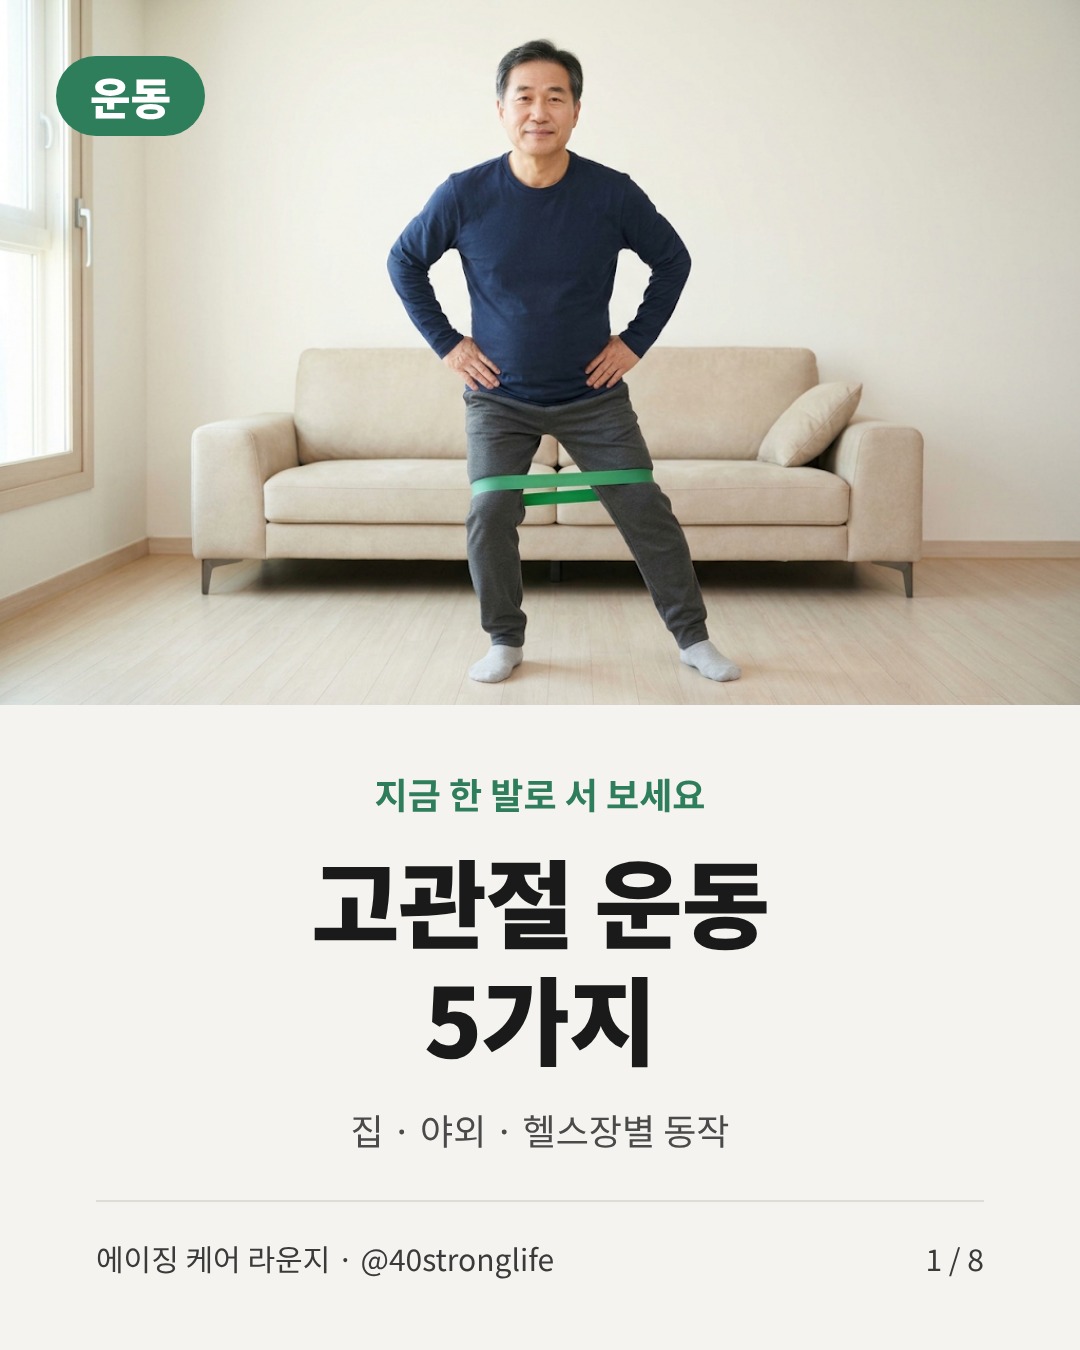 운동
지금 한 발로 서 보세요
고관절 운동
5가지
집 · 야외 · 헬스장별 동작
에이징 케어 라운지 · @40stronglife
1 / 8